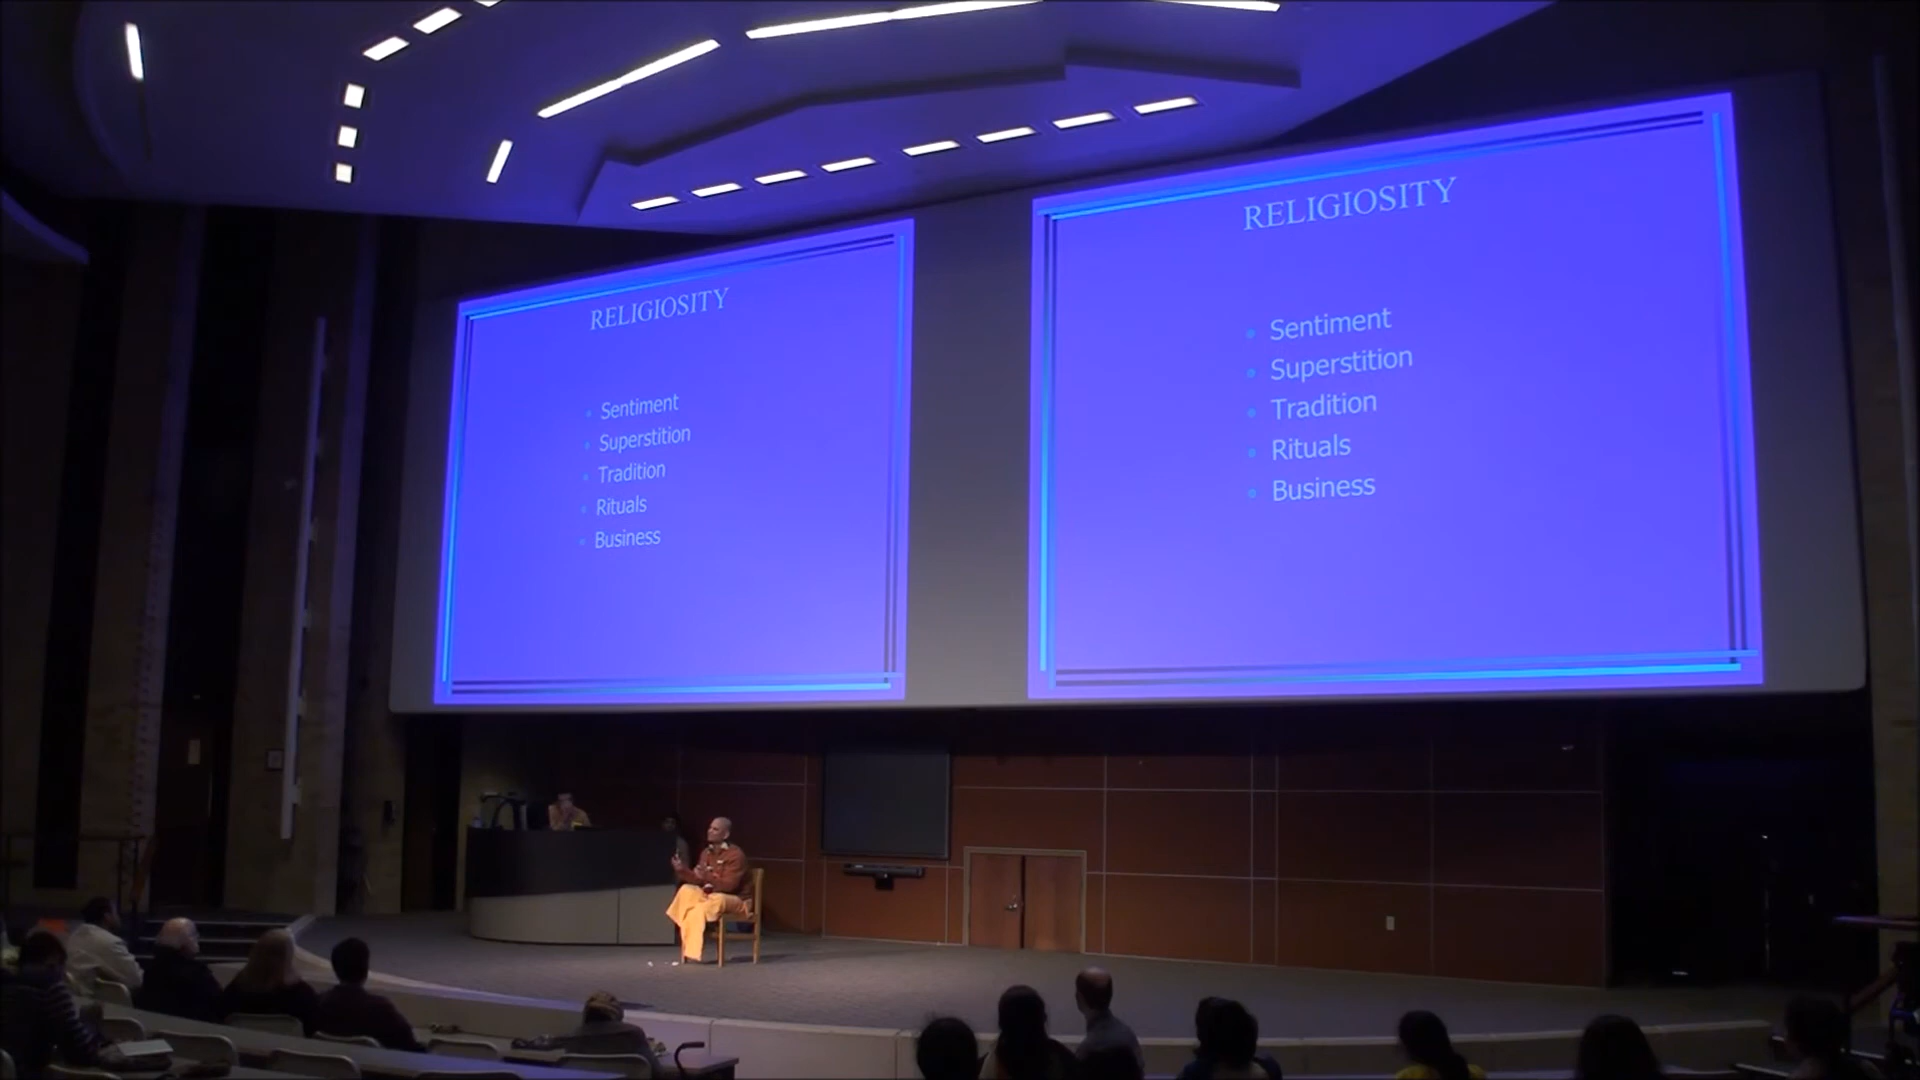 RELIGIOSITY
• Sentiment
• Superstition
• Tradition
• Rituals
• Business
RELIGIOSITY
• Sentiment
• Superstition
• Tradition
• Rituals
• Business